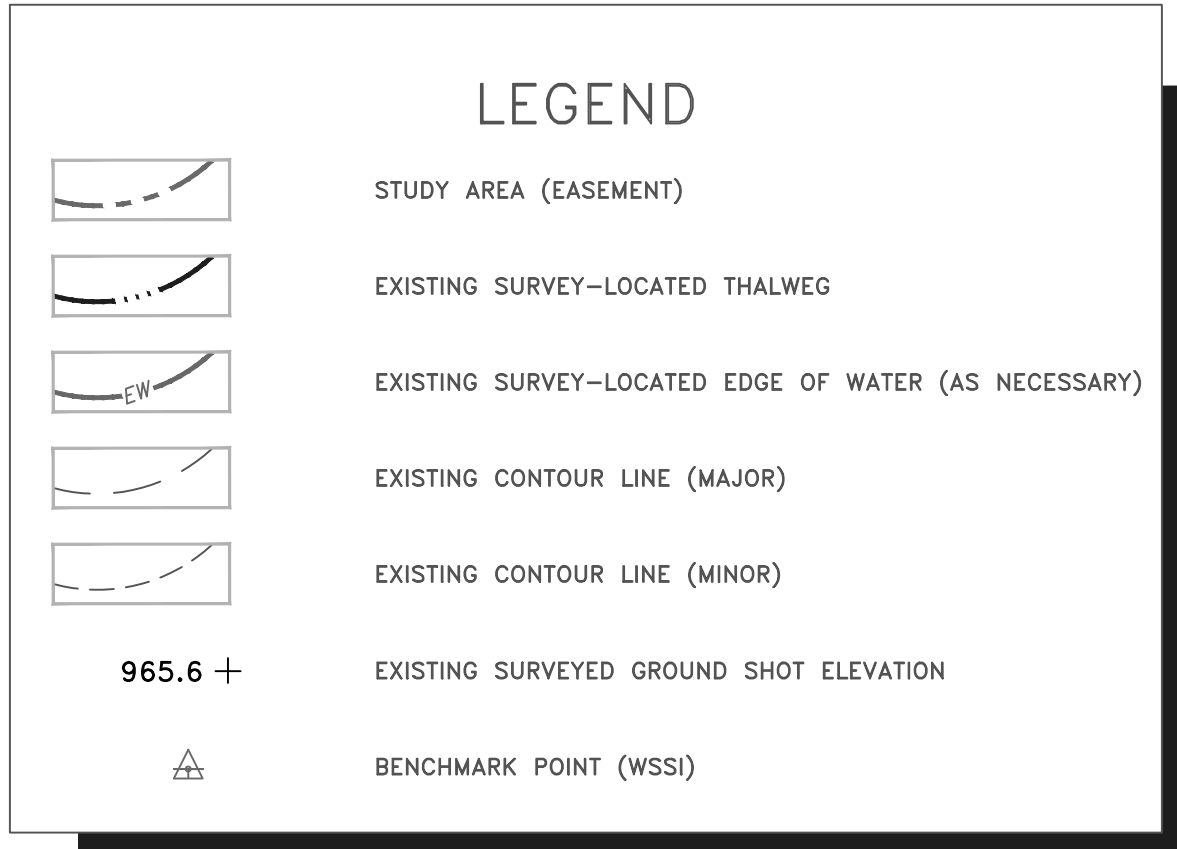 LEGEND
STUDY AREA (EASEMENT)
EXISTING SURVEY-LOCATED THALWEG
EW EXISTING SURVEY-LOCATED EDGE OF WATER (AS NECESSARY)
EXISTING CONTOUR LINE (MAJOR)
EXISTING CONTOUR LINE (MINOR)
965.6 + EXISTING SURVEYED GROUND SHOT ELEVATION
BENCHMARK POINT (WSSI)